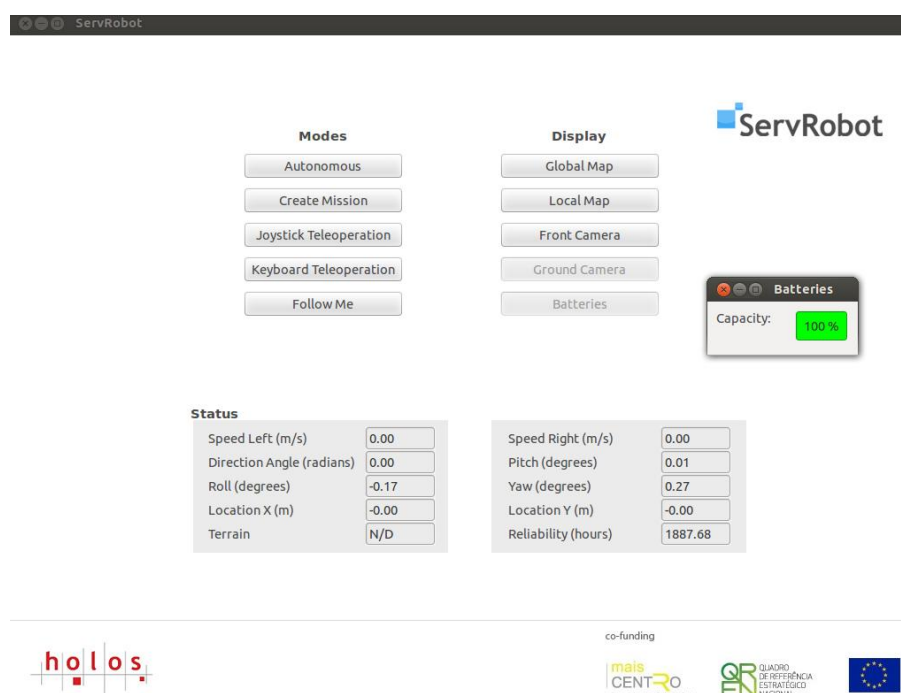 ServRobot
ServRobot
Modes
Autonomous
Create Mission
Joystick Teleoperation
Keyboard Teleoperation
Follow Me
Display
Global Map
Local Map
Front Camera
Ground Camera
Batteries
Batteries
Capacity: 100 %
Status
Speed Left (m/s) 0.00
Direction Angle (radians) 0.00
Roll (degrees) -0.17
Location X (m) -0.00
Terrain N/D
Speed Right (m/s) 0.00
Pitch (degrees) 0.01
Yaw (degrees) 0.27
Location Y (m) -0.00
Reliability (hours) 1887.68
holos
co-funding
mais
CENTRO
QREN
QUADRO
DE REFERÊNCIA
ESTRATÉGICO
NACIONAL